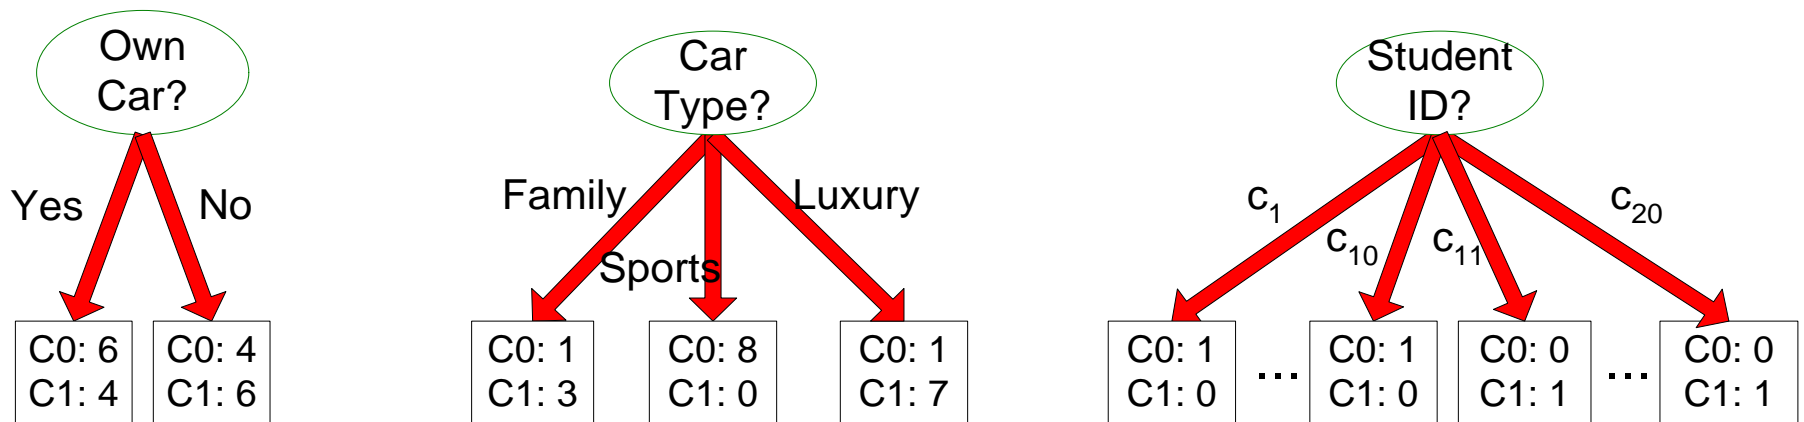 Own
Car?
Yes
No
C0: 6
C1: 4
C0: 4
C1: 6
Car
Type?
Family
Sports
Luxury
C0: 1
C1: 3
C0: 8
C1: 0
C0: 1
C1: 7
Student
ID?
c1
c10
c11
c20
C0: 1
C1: 0
...
C0: 1
C1: 0
C0: 0
C1: 1
...
C0: 0
C1: 1